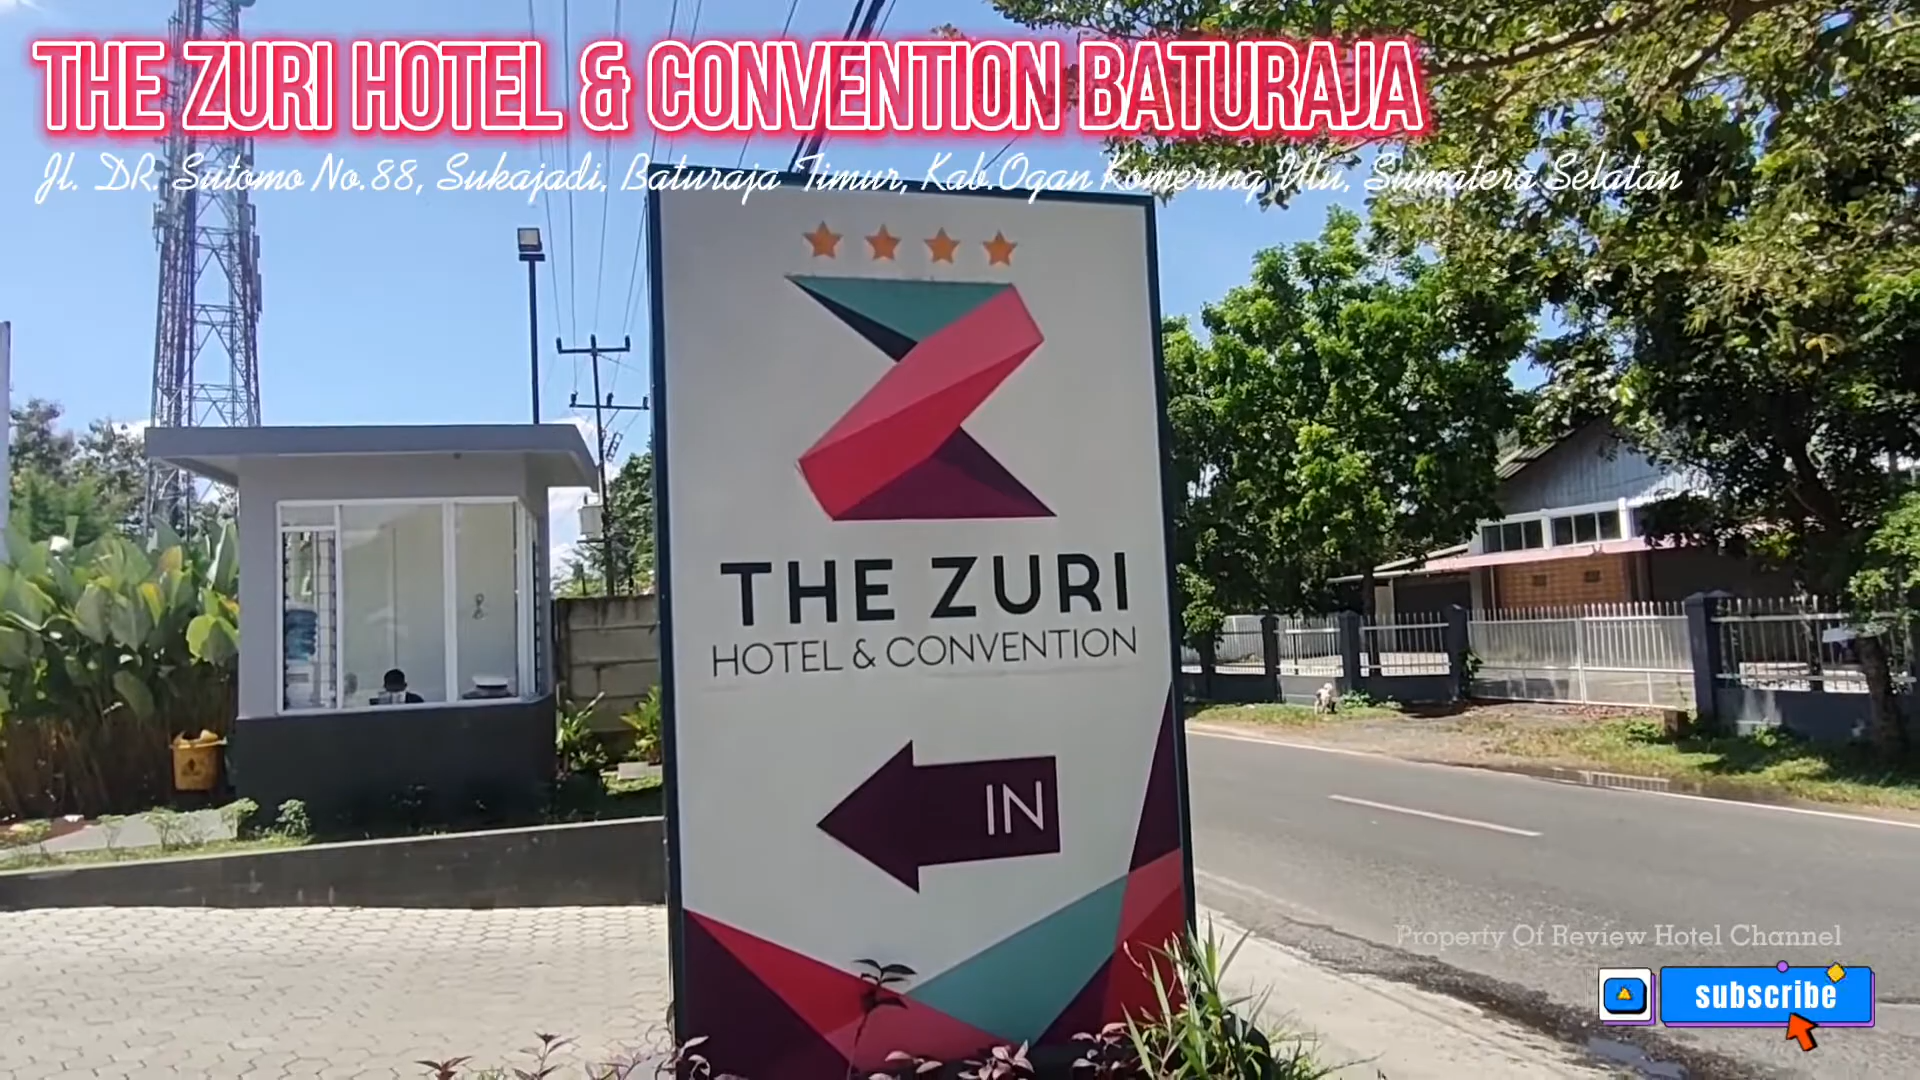 THE ZURI HOTEL & CONVENTION BATURAJA
Jl. DR. Sutomo No.88, Sukajadi, Baturaja Timur, Kab.Ogan Komering Ulu, Sumatera Selatan
THE ZURI
HOTEL & CONVENTION
IN
Property Of Review Hotel Channel
subscribe